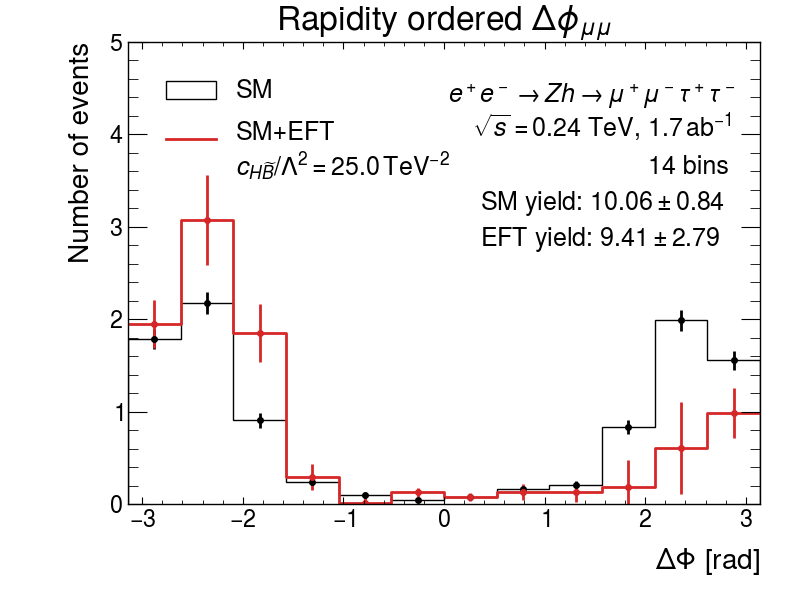 Rapidity ordered Δϕ_μμ
Number of events
5
4
3
2
1
0
SM
SM+EFT
c_{HB̃}/Λ² = 25.0 TeV⁻²
e⁺e⁻ → Zh → μ⁺μ⁻τ⁺τ⁻
√s = 0.24 TeV, 1.7 ab⁻¹
14 bins
SM yield: 10.06 ± 0.84
EFT yield: 9.41 ± 2.79
−3 −2 −1 0 1 2 3
ΔΦ [rad]